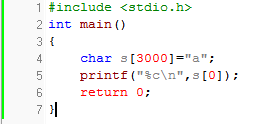 1 #include <stdio.h>
2 int main()
3 {
4     char s[3000]="a";
5     printf("%c\n",s[0]);
6     return 0;
7 }